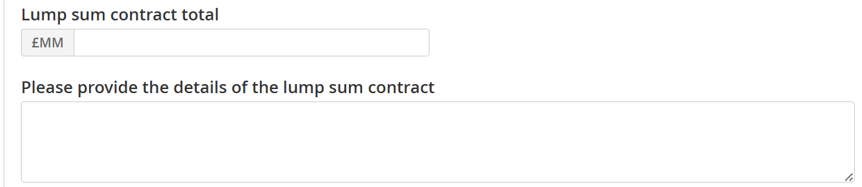 Lump sum contract total
£MM
Please provide the details of the lump sum contract